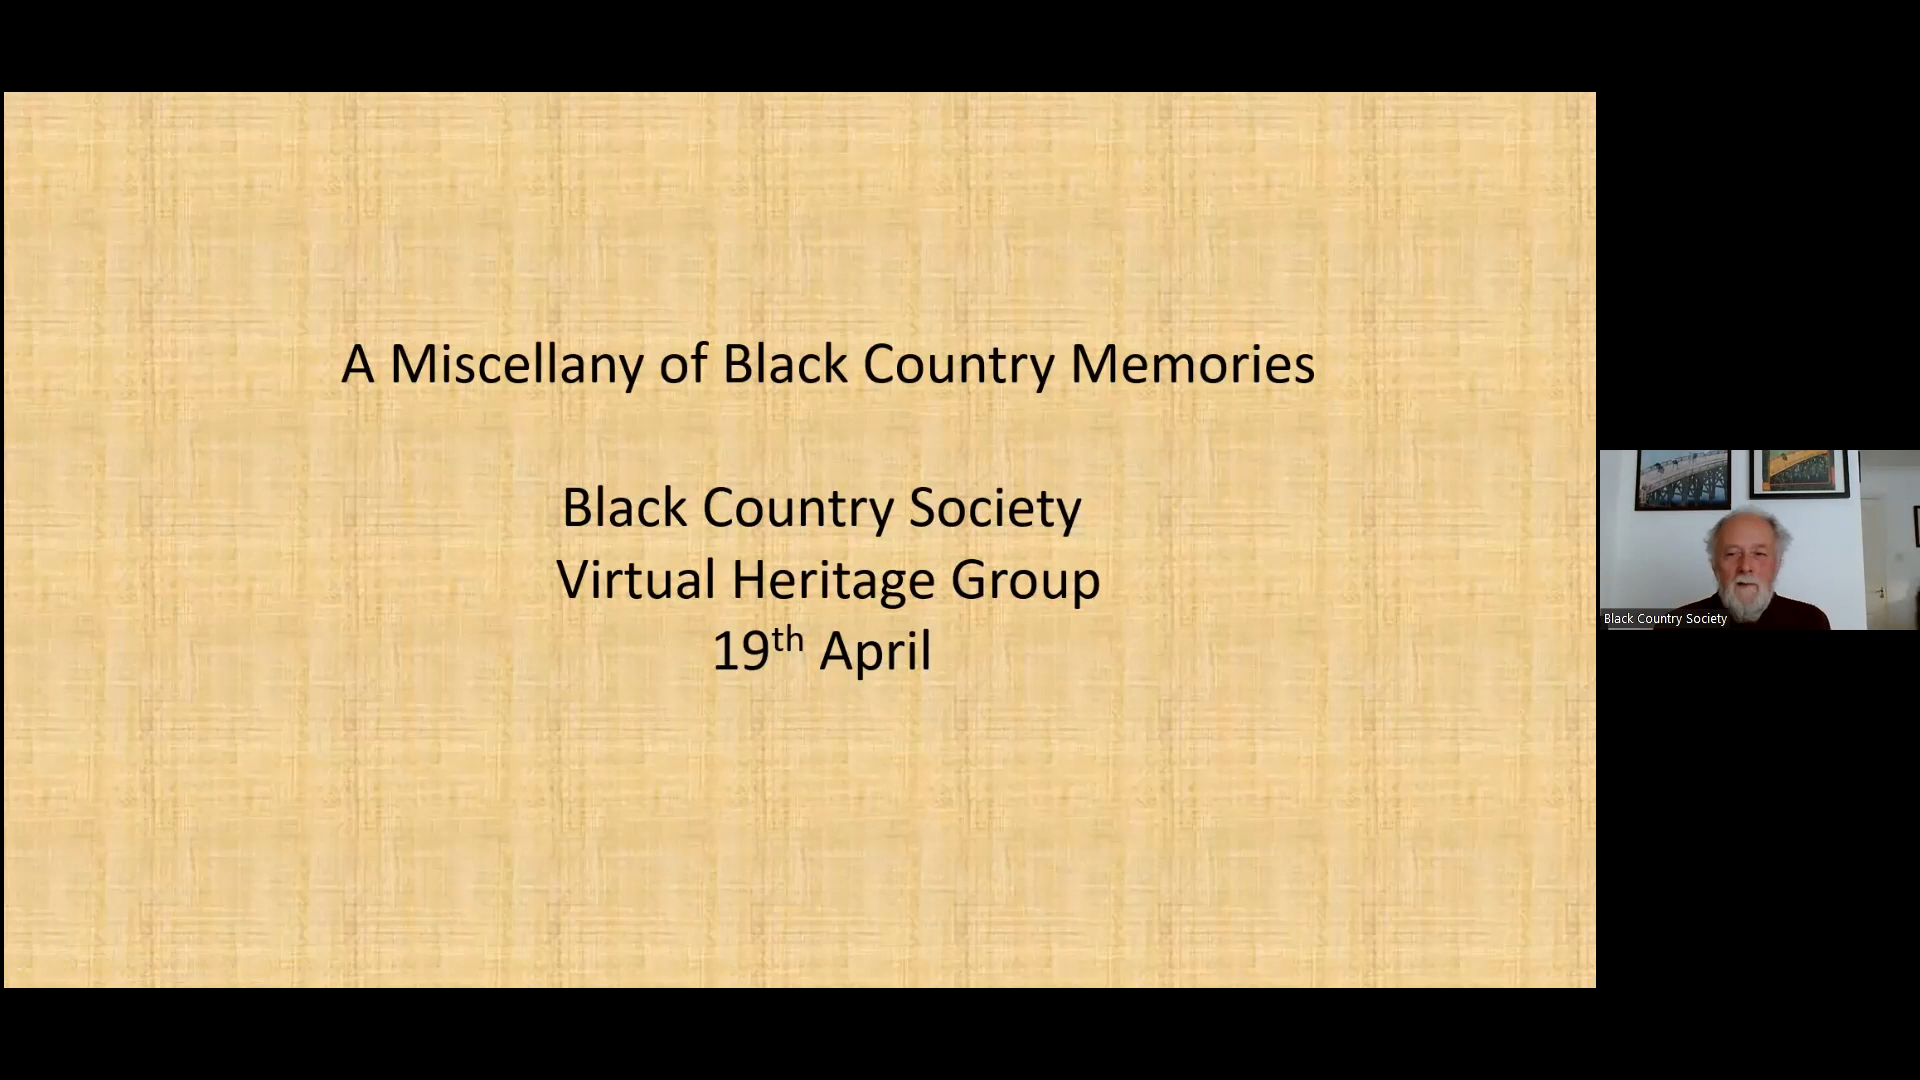 A Miscellany of Black Country Memories
Black Country Society
Virtual Heritage Group
19th April
Black Country Society